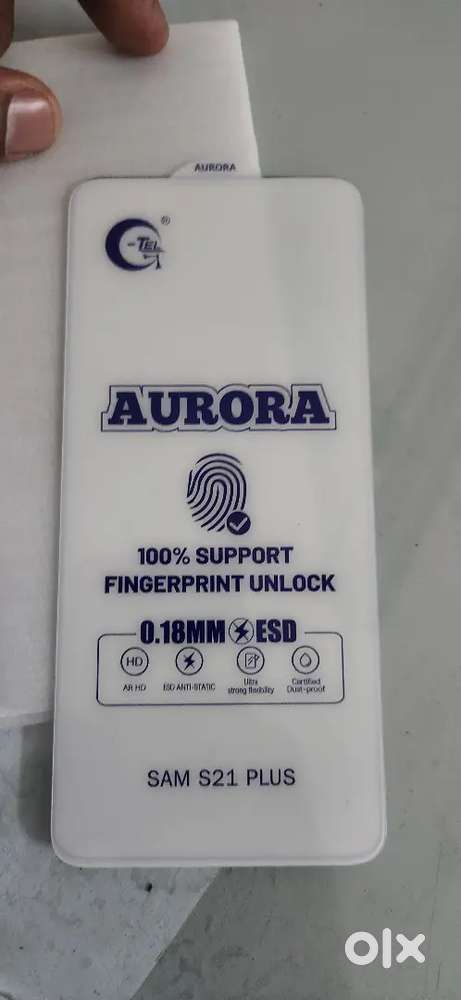 AURORA
-TEL ®
AURORA
100% SUPPORT
FINGERPRINT UNLOCK
0.18MM ESD
HD
AR HD
ESD ANTI-STATIC
Ultra
strong flexibility
Certified
Dust-proof
SAM S21 PLUS
olx